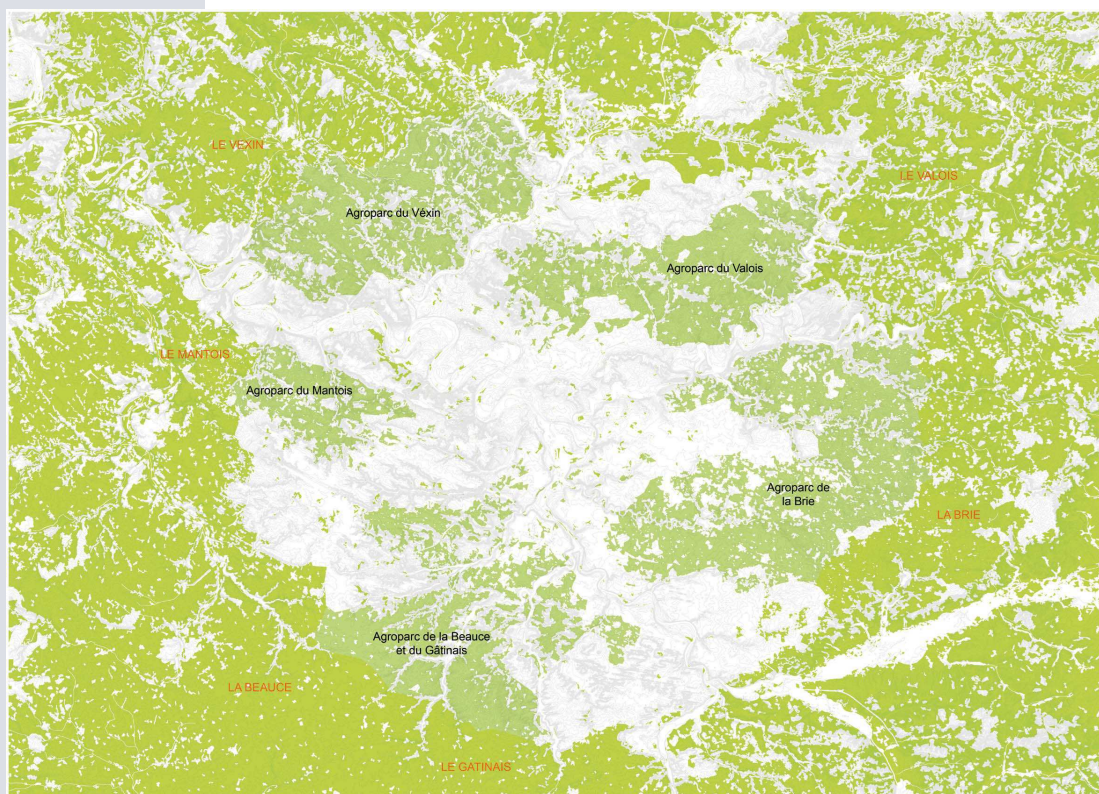 LE VEXIN
LE VALOIS
Agroparc du Véxin
Agroparc du Valois
LE MANTOIS
Agroparc du Mantois
Agroparc de
la Brie
LA BRIE
Agroparc de la Beauce
et du Gâtinais
LA BEAUCE
LE GATINAIS